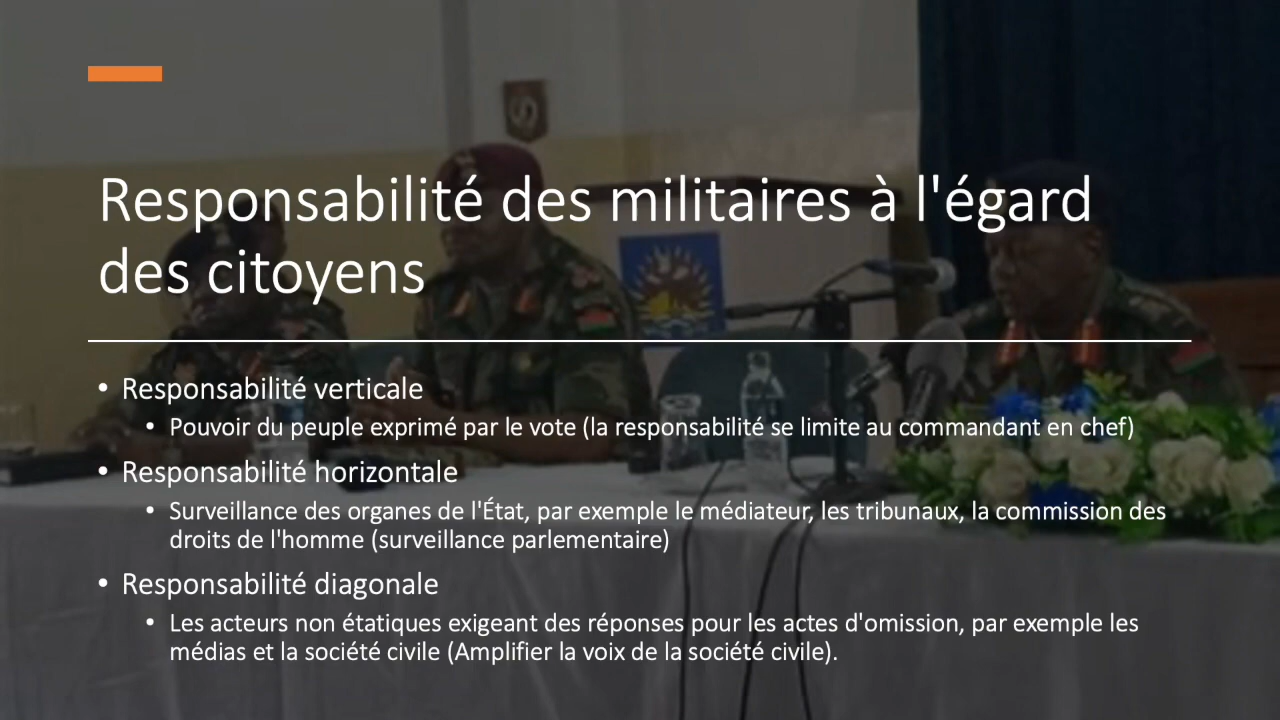 Responsabilité des militaires à l'égard
des citoyens
• Responsabilité verticale
• Pouvoir du peuple exprimé par le vote (la responsabilité se limite au commandant en chef)
• Responsabilité horizontale
• Surveillance des organes de l'État, par exemple le médiateur, les tribunaux, la commission des
droits de l'homme (surveillance parlementaire)
• Responsabilité diagonale
• Les acteurs non étatiques exigeant des réponses pour les actes d'omission, par exemple les
médias et la société civile (Amplifier la voix de la société civile).